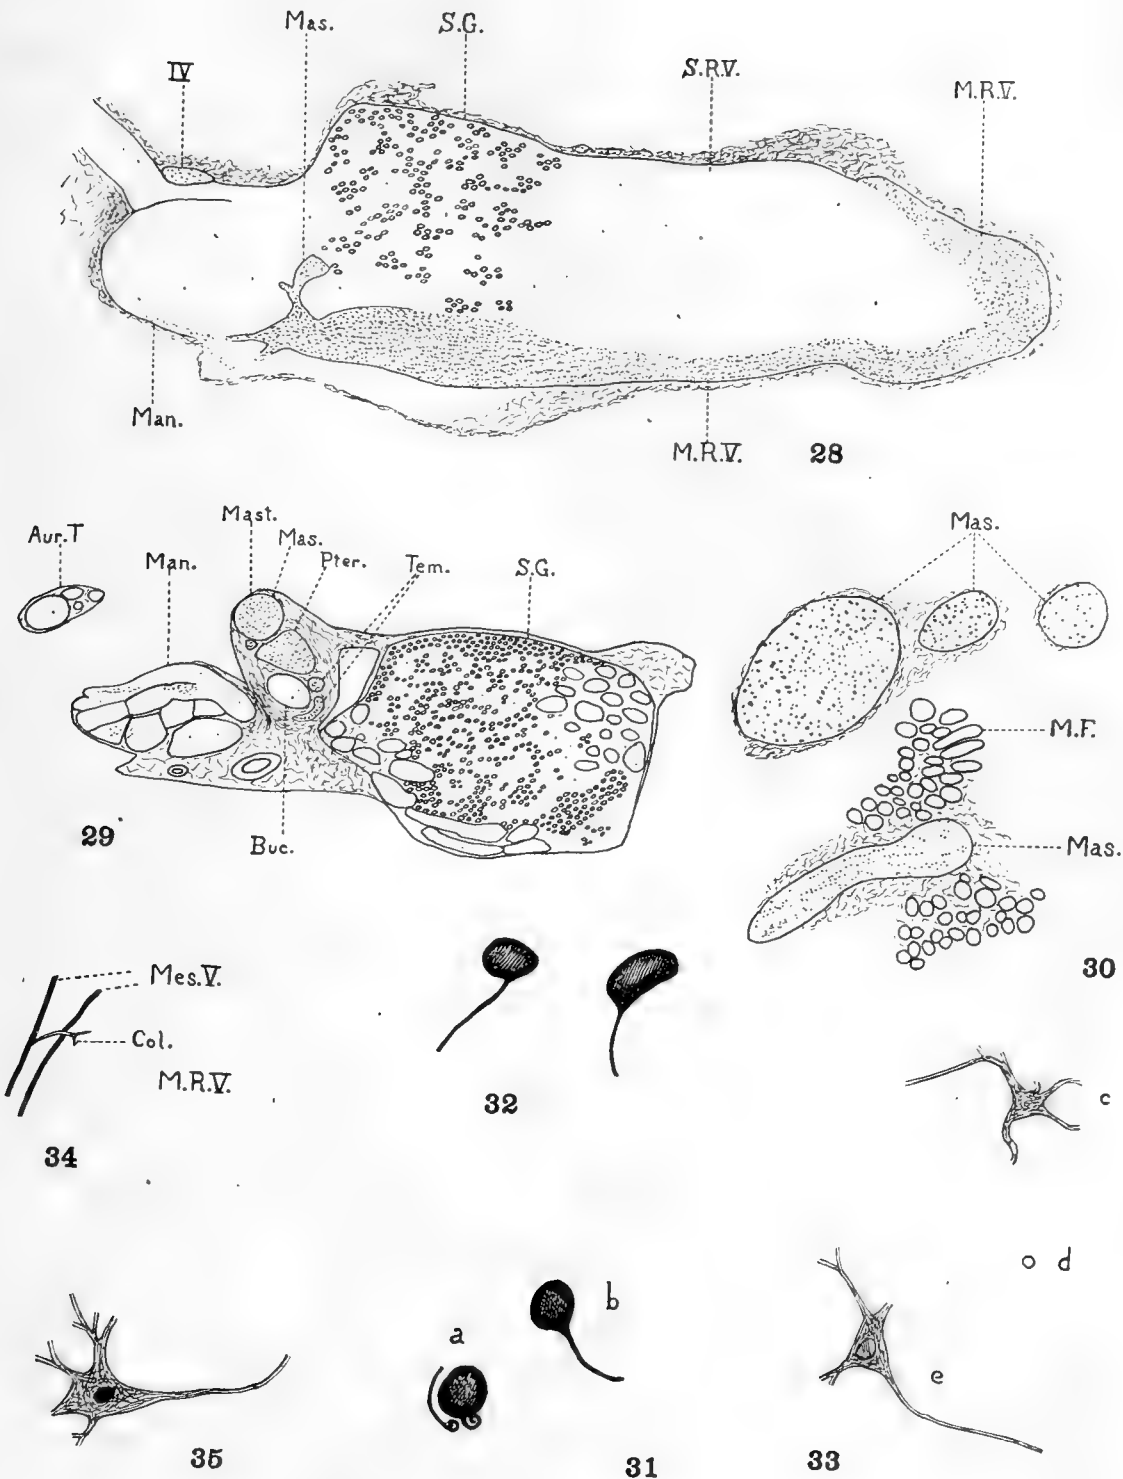 Mas.
S.G.
IV
S.R.V.
M.R.V.
Man.
M.R.V.
28
Aur.T
Man.
Mast.
Mas.
Pter.
Tem.
S.G.
Buc.
29
Mas.
M.F.
Mas.
30
Mes.V.
Col.
M.R.V.
34
32
c
d
e
33
a
b
31
35